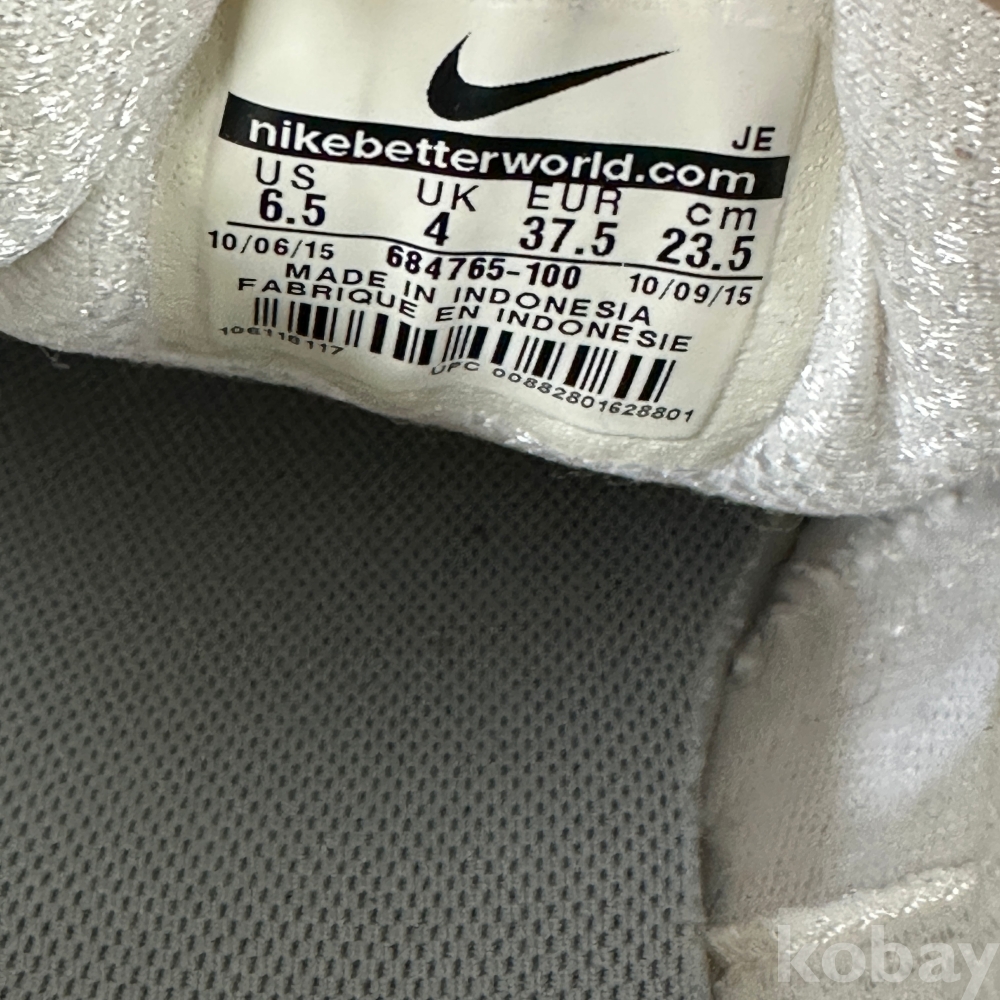 JE
nikebetterworld.com
US UK EUR cm
6.5 4 37.5 23.5
10/06/15 684765-100 10/09/15
MADE IN INDONESIA
FABRIQUE EN INDONESIE
106118117 UPC 00882801628801
kobay